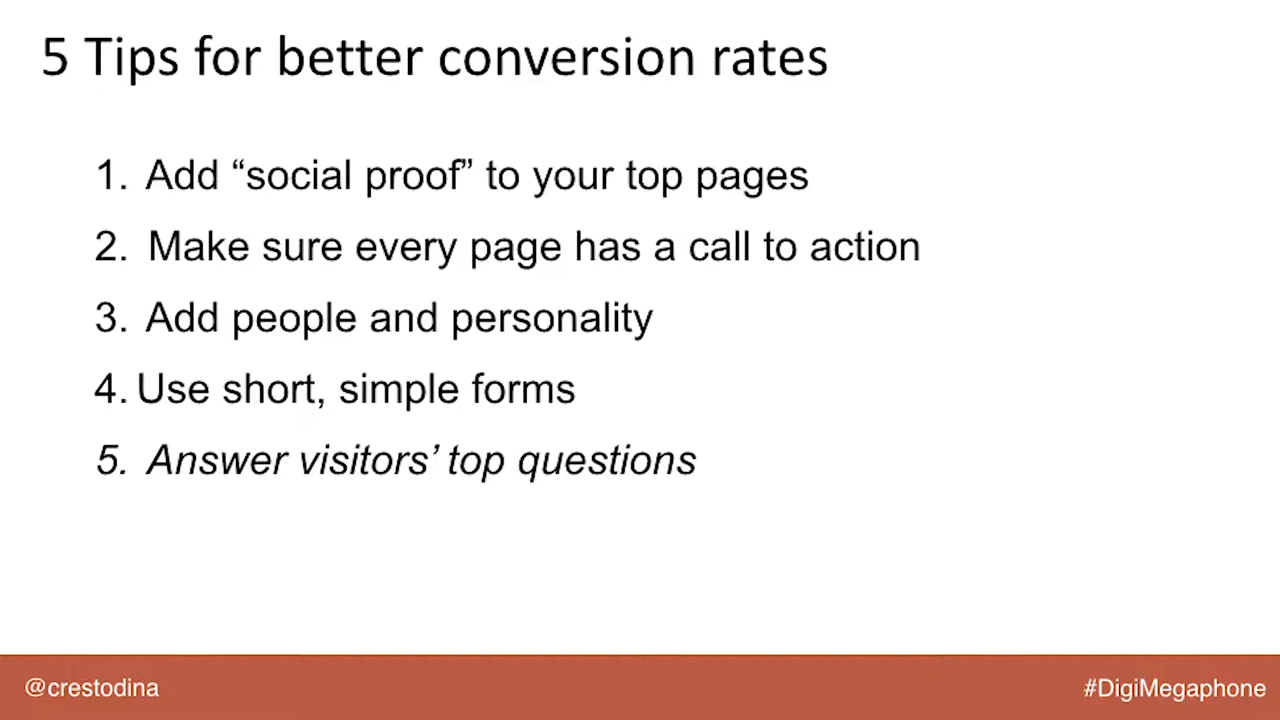 5 Tips for better conversion rates
1. Add “social proof” to your top pages
2. Make sure every page has a call to action
3. Add people and personality
4. Use short, simple forms
5. Answer visitors’ top questions
@crestodina
#DigiMegaphone